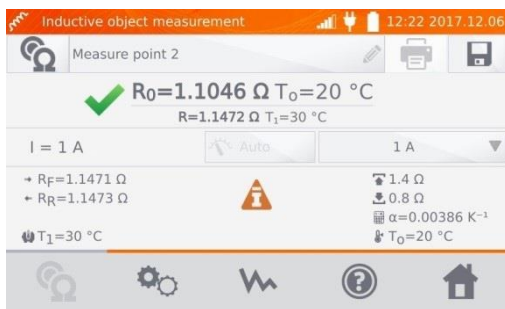 Inductive object measurement 12:22 2017.12.06
Measure point 2
R₀=1.1046 Ω Tₒ=20 °C
R=1.1472 Ω T₁=30 °C
I = 1 A Auto 1 A
RF=1.1471 Ω 1.4 Ω
RR=1.1473 Ω 0.8 Ω
α=0.00386 K⁻¹
T₁=30 °C Tₒ=20 °C